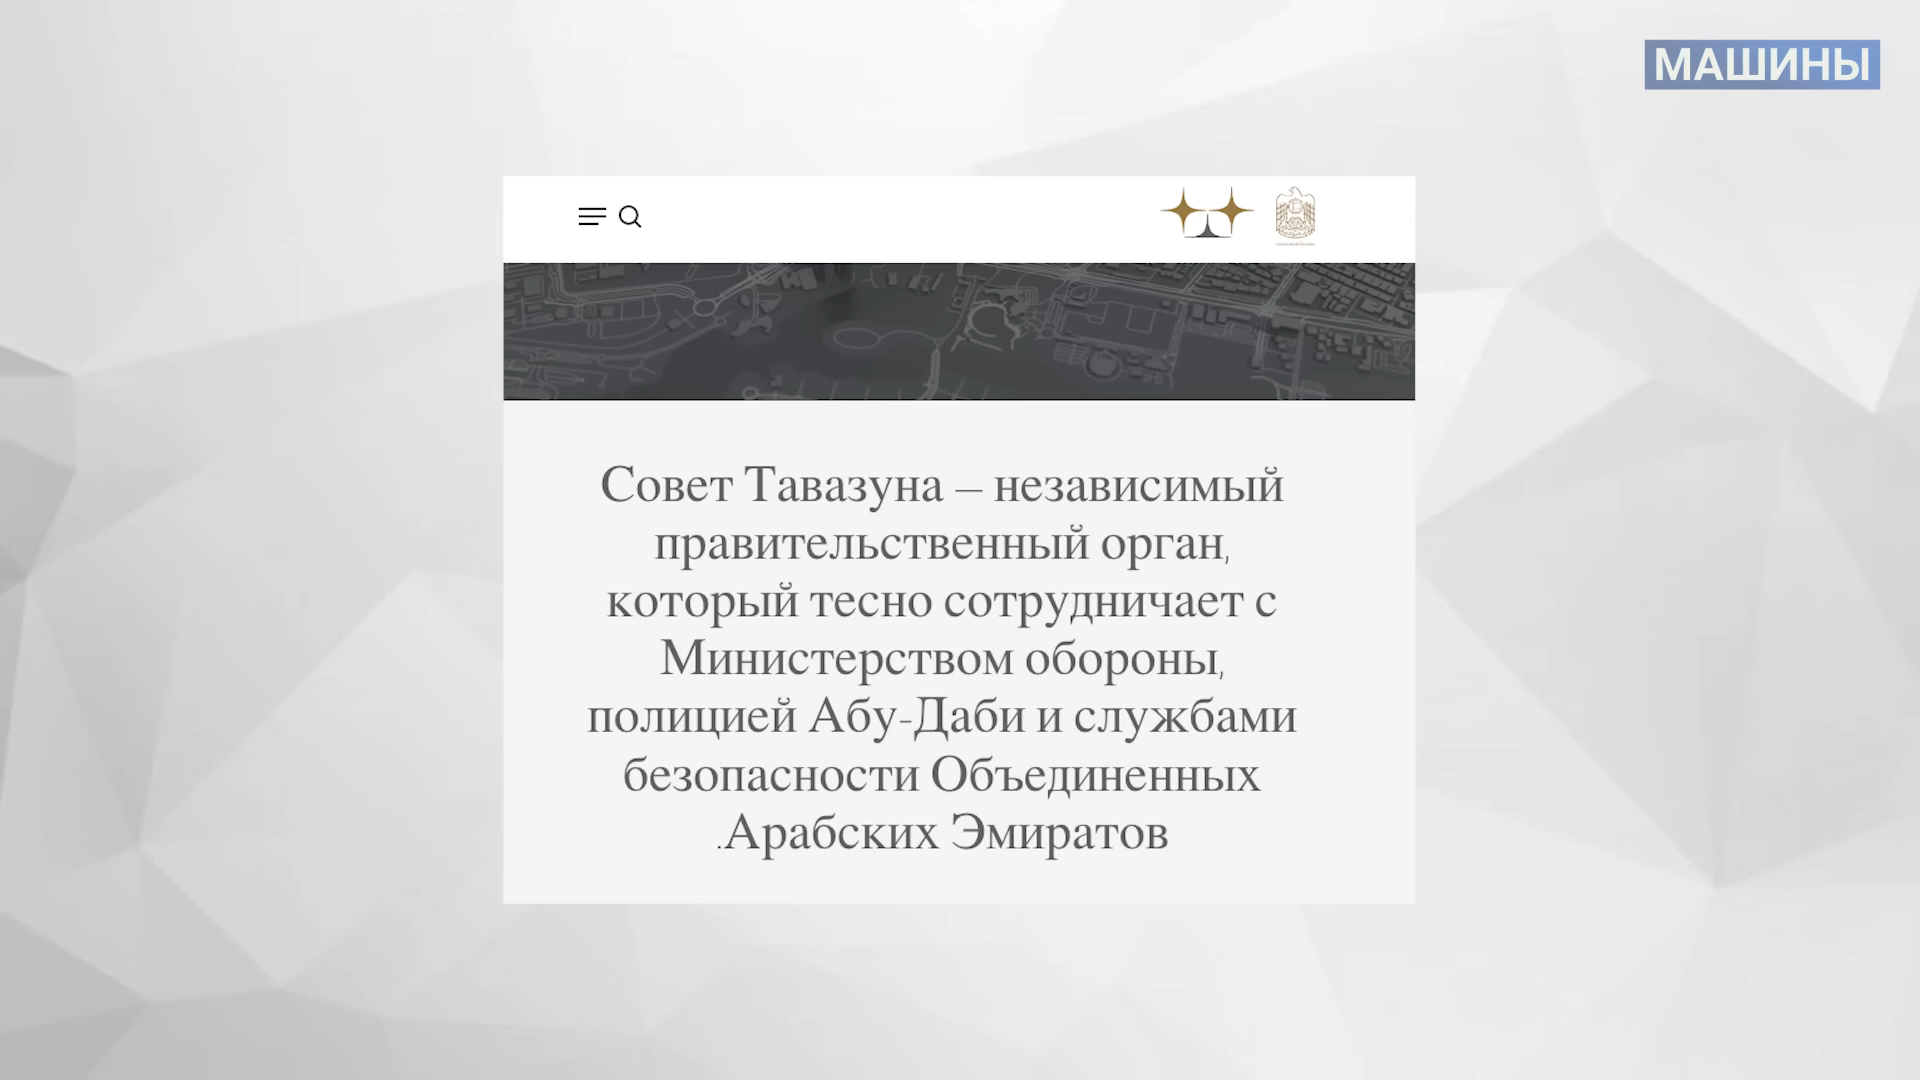 МАШИНЫ
Совет Тавазуна – независимый
правительственный орган,
который тесно сотрудничает с
Министерством обороны,
полицией Абу-Даби и службами
безопасности Объединенных
.Арабских Эмиратов